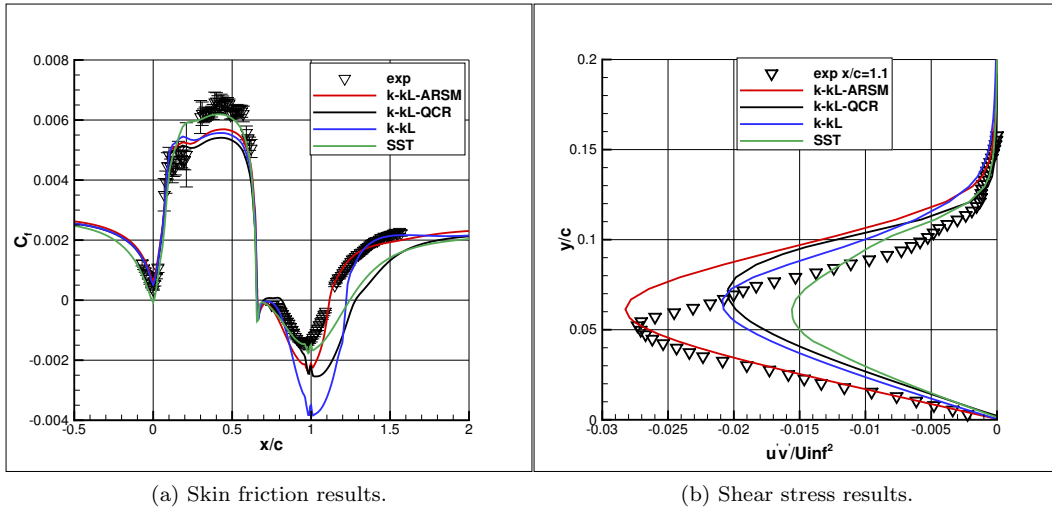 0.008
0.006
0.004
0.002
0
-0.002
-0.004
C_f
-0.5 0 0.5 1 1.5 2
x/c
exp
k-kL-ARSM
k-kL-QCR
k-kL
SST
0.2
0.15
0.1
0.05
0
y/c
-0.03 -0.025 -0.02 -0.015 -0.01 -0.005 0
u'v'/Uinf²
exp x/c=1.1
k-kL-ARSM
k-kL-QCR
k-kL
SST
(a) Skin friction results.
(b) Shear stress results.